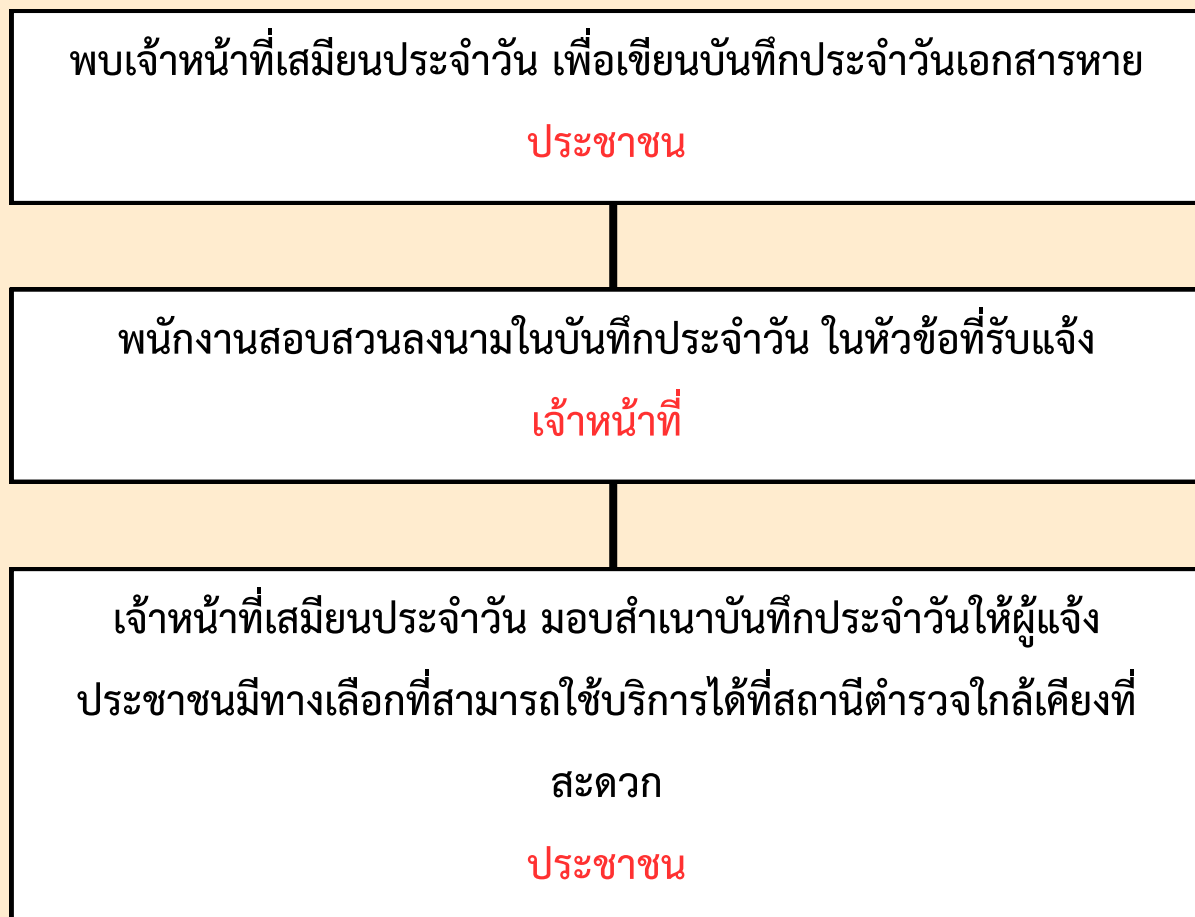 พบเจ้าหน้าที่เสมียนประจำวัน เพื่อเขียนบันทึกประจำวันเอกสารหาย
ประชาชน
พนักงานสอบสวนลงนามในบันทึกประจำวัน ในหัวข้อที่รับแจ้ง
เจ้าหน้าที่
เจ้าหน้าที่เสมียนประจำวัน มอบสำเนาบันทึกประจำวันให้ผู้แจ้ง
ประชาชนมีทางเลือกที่สามารถใช้บริการได้ที่สถานีตำรวจใกล้เคียงที่
สะดวก
ประชาชน